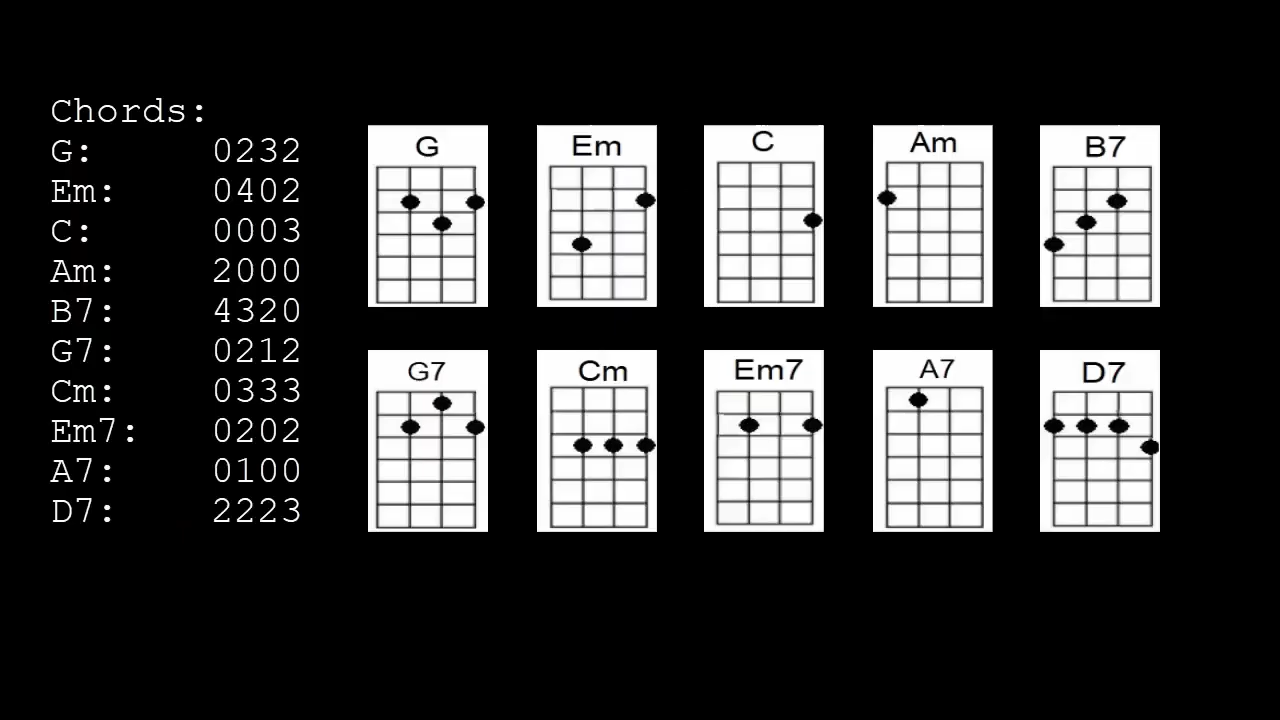 Chords:
G: 0232
Em: 0402
C: 0003
Am: 2000
B7: 4320
G7: 0212
Cm: 0333
Em7: 0202
A7: 0100
D7: 2223
G
Em
C
Am
B7
G7
Cm
Em7
A7
D7